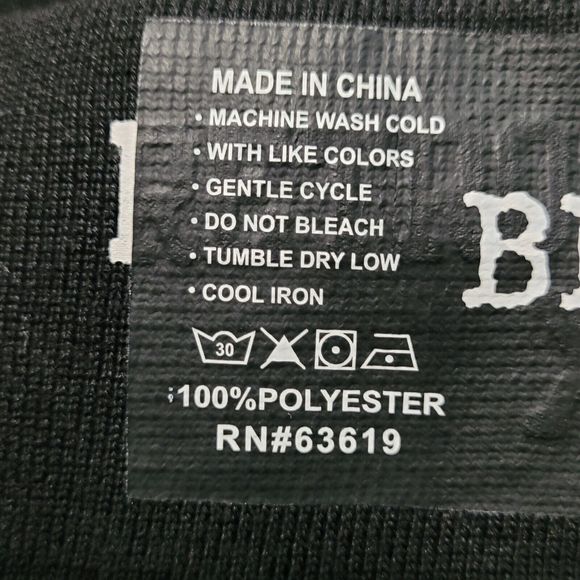 MADE IN CHINA
• MACHINE WASH COLD
• WITH LIKE COLORS
• GENTLE CYCLE
• DO NOT BLEACH
• TUMBLE DRY LOW
• COOL IRON
30
100%POLYESTER
RN#63619